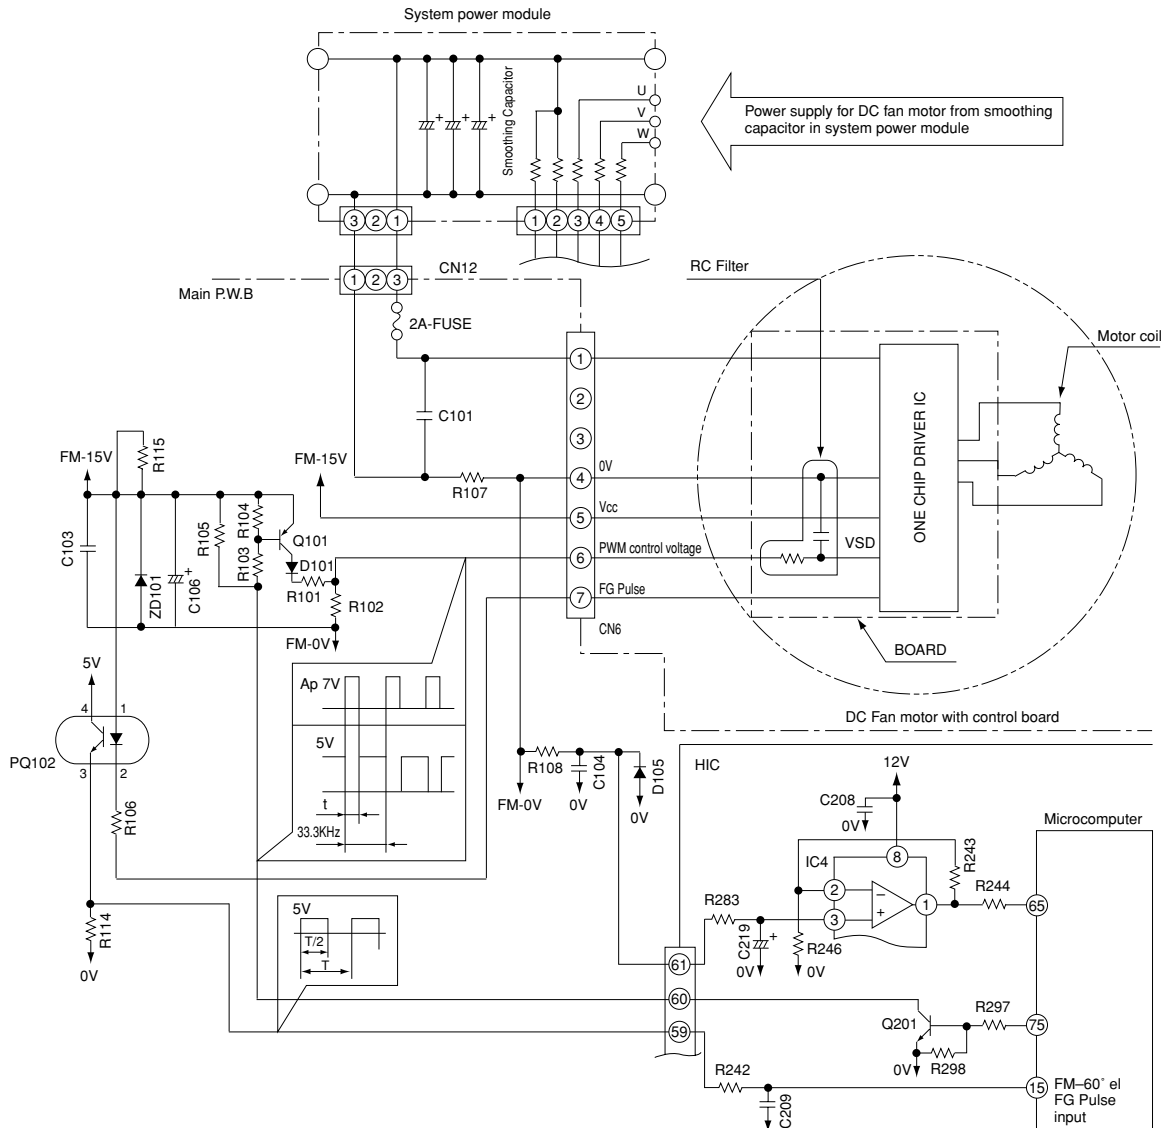 System power module
Smoothing Capacitor
+
+
+
U
V
W
Power supply for DC fan motor from smoothing
capacitor in system power module
3 2 1
1 2 3 4 5
CN12
1 2 3
Main P.W.B
2A-FUSE
RC Filter
Motor coil
C101
1
2
3
4
5
6
7
CN6
0V
Vcc
PWM control voltage
FG Pulse
VSD
ONE CHIP DRIVER IC
BOARD
DC Fan motor with control board
FM-15V
R115
FM-15V
R107
C103
ZD101
C106
+
R105
R104
R103
Q101
D101
R101
R102
FM-0V
5V
4
1
PQ102
3
2
R106
R114
0V
Ap 7V
5V
t
33.3KHz
5V
T/2
T
R108
C104
D105
FM-0V
0V
0V
HIC
12V
C208
0V
IC4
8
2
−
3
+
1
R243
R244
Microcomputer
65
R283
C219
+
0V
R246
0V
61
60
59
Q201
R297
75
0V
R298
R242
C209
15
FM–60˚ el
FG Pulse
input